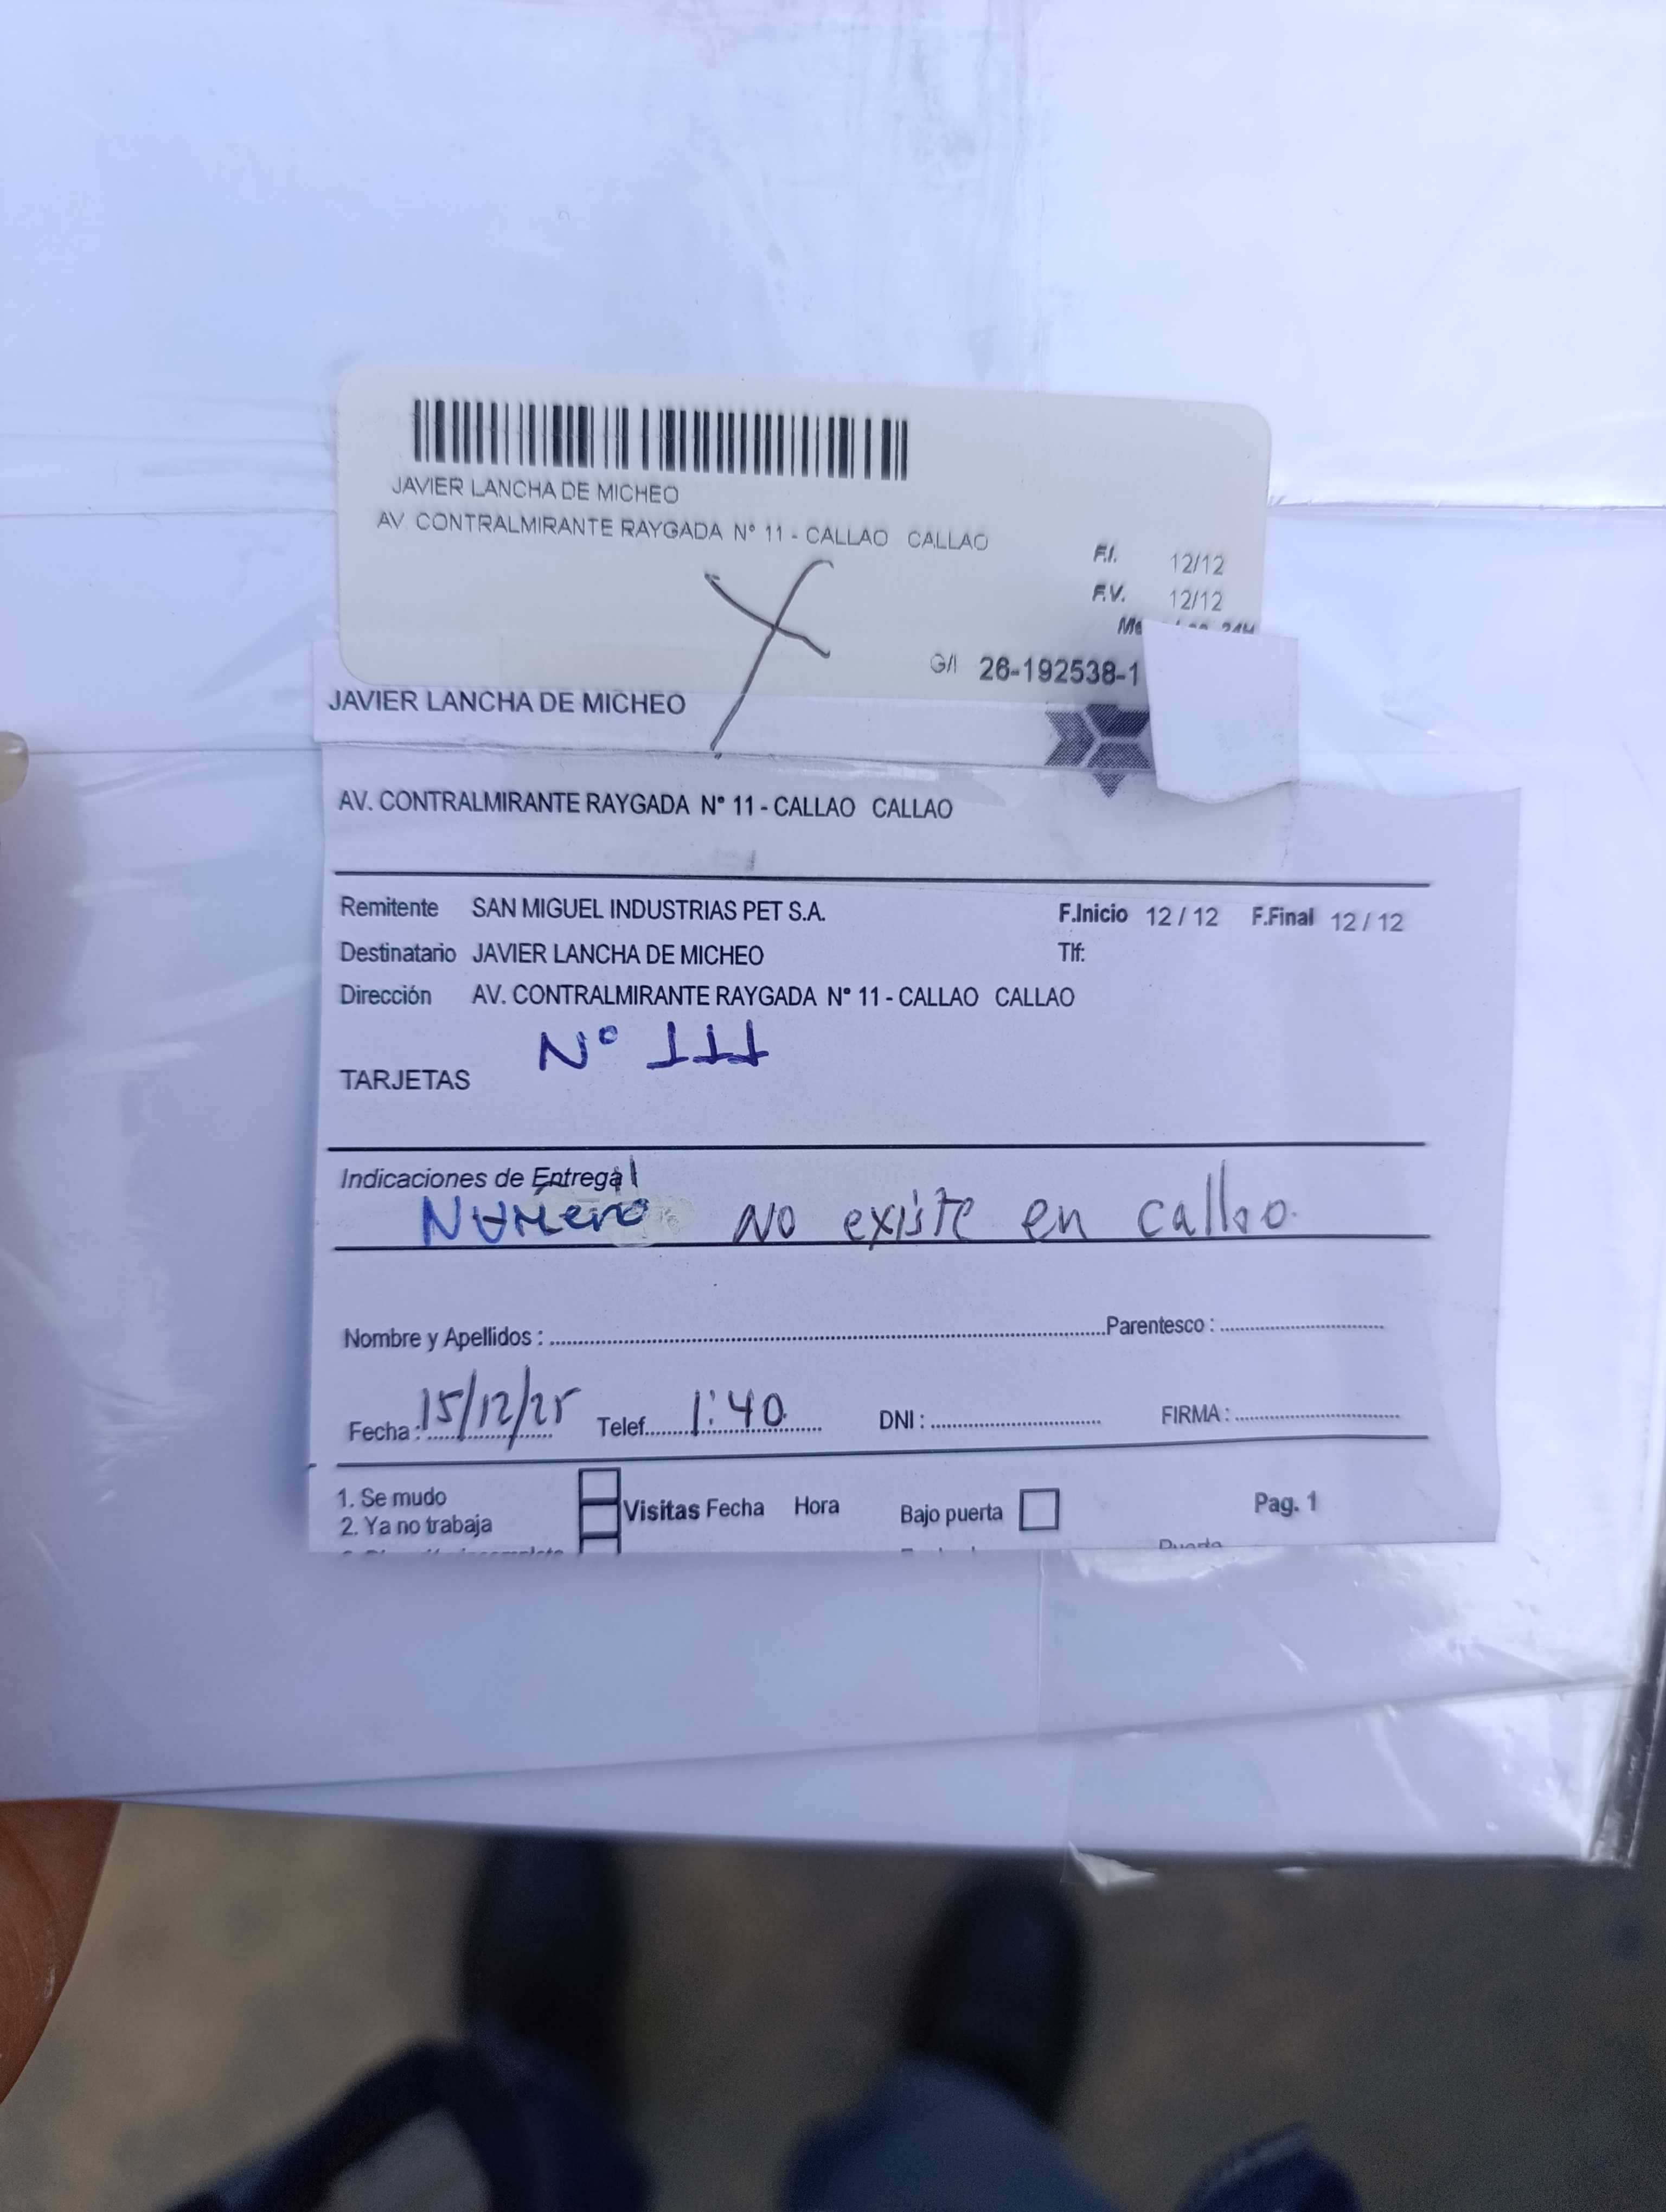 JAVIER LANCHA DE MICHEO
AV. CONTRALMIRANTE RAYGADA N° 11 - CALLAO CALLAO
F.I. 12/12
F.V. 12/12
24H
G/I 26-192538-1
JAVIER LANCHA DE MICHEO
AV. CONTRALMIRANTE RAYGADA N° 11 - CALLAO CALLAO
Remitente SAN MIGUEL INDUSTRIAS PET S.A. F.Inicio 12 / 12 F.Final 12 / 12
Destinatario JAVIER LANCHA DE MICHEO Tlf:
Dirección AV. CONTRALMIRANTE RAYGADA N° 11 - CALLAO CALLAO
N° 111
TARJETAS
Indicaciones de Entrega
Numero No existe en callao.
Nombre y Apellidos : Parentesco :
Fecha : 15/12/25 Telef. 1:40 DNI : FIRMA :
1. Se mudo
2. Ya no trabaja
Visitas Fecha Hora Bajo puerta Pag. 1